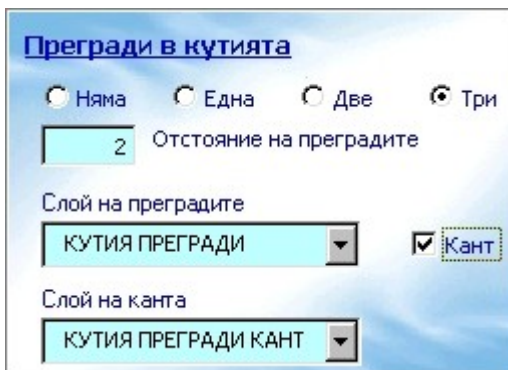 Прегради в кутията
Няма Една Две Три
2 Отстояние на преградите
Слой на преградите
КУТИЯ ПРЕГРАДИ Кант
Слой на канта
КУТИЯ ПРЕГРАДИ КАНТ